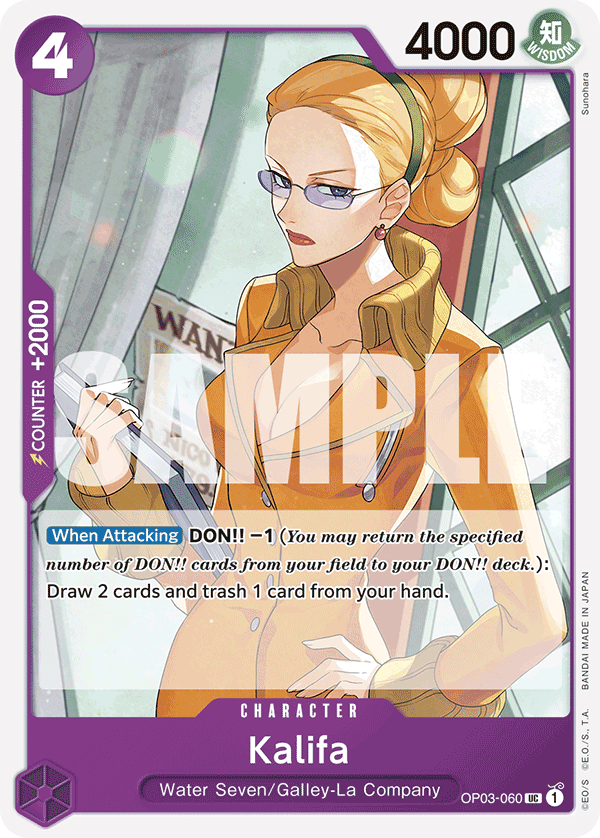 4
4000
知
WISDOM
Sunohara
COUNTER +2000
WAN
ICO
SAMPLE
When Attacking DON!! −1 (You may return the specified
number of DON!! cards from your field to your DON!! deck.):
Draw 2 cards and trash 1 card from your hand.
CHARACTER
Kalifa
Water Seven/Galley-La Company
OP03-060 UC 1
©E.O/S ©E.O./S., T.A. BANDAI MADE IN JAPAN